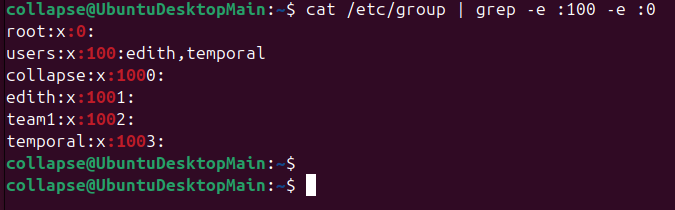 collapse@UbuntuDesktopMain:~$ cat /etc/group | grep -e :100 -e :0
root:x:0:
users:x:100:edith,temporal
collapse:x:1000:
edith:x:1001:
team1:x:1002:
temporal:x:1003:
collapse@UbuntuDesktopMain:~$
collapse@UbuntuDesktopMain:~$